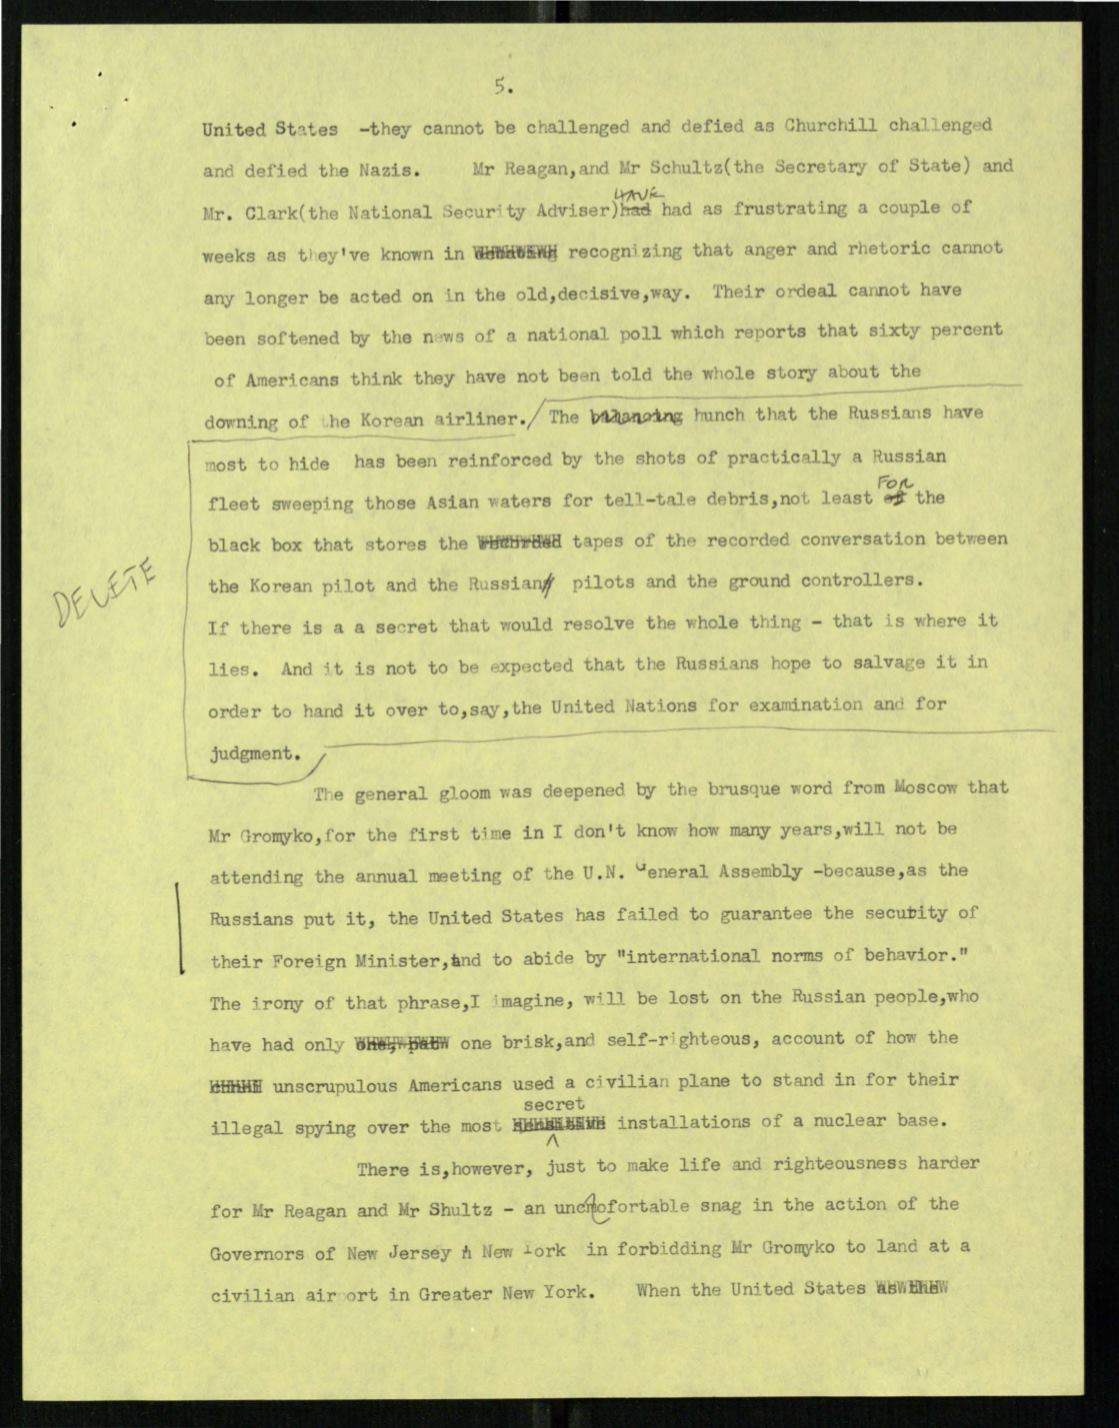 5.
United States -they cannot be challenged and defied as Churchill challenged
and defied the Nazis. Mr Reagan,and Mr Schultz(the Secretary of State) and
HAVE
Mr. Clark(the National Security Adviser)had had as frustrating a couple of
weeks as they've known in recognizing that anger and rhetoric cannot
any longer be acted on in the old,decisive,way. Their ordeal cannot have
been softened by the news of a national poll which reports that sixty percent
of Americans think they have not been told the whole story about the
downing of the Korean airliner./ The balancing hunch that the Russians have
most to hide has been reinforced by the shots of practically a Russian
FOR
fleet sweeping those Asian waters for tell-tale debris,not least of the
black box that stores the recorded tapes of the recorded conversation between
DELETE
the Korean pilot and the Russian pilots and the ground controllers.
If there is a a secret that would resolve the whole thing - that is where it
lies. And it is not to be expected that the Russians hope to salvage it in
order to hand it over to,say,the United Nations for examination and for
judgment.
The general gloom was deepened by the brusque word from Moscow that
Mr Gromyko,for the first time in I don't know how many years,will not be
attending the annual meeting of the U.N. General Assembly -because,as the
Russians put it, the United States has failed to guarantee the security of
their Foreign Minister,and to abide by "international norms of behavior."
The irony of that phrase,I imagine, will be lost on the Russian people,who
have had only one brisk,and self-righteous, account of how the
unscrupulous Americans used a civilian plane to stand in for their
secret
illegal spying over the most sensitive installations of a nuclear base.
There is,however, just to make life and righteousness harder
for Mr Reagan and Mr Shultz - an uncmofortable snag in the action of the
Governors of New Jersey New York in forbidding Mr Gromyko to land at a
civilian airport in Greater New York. When the United States as the